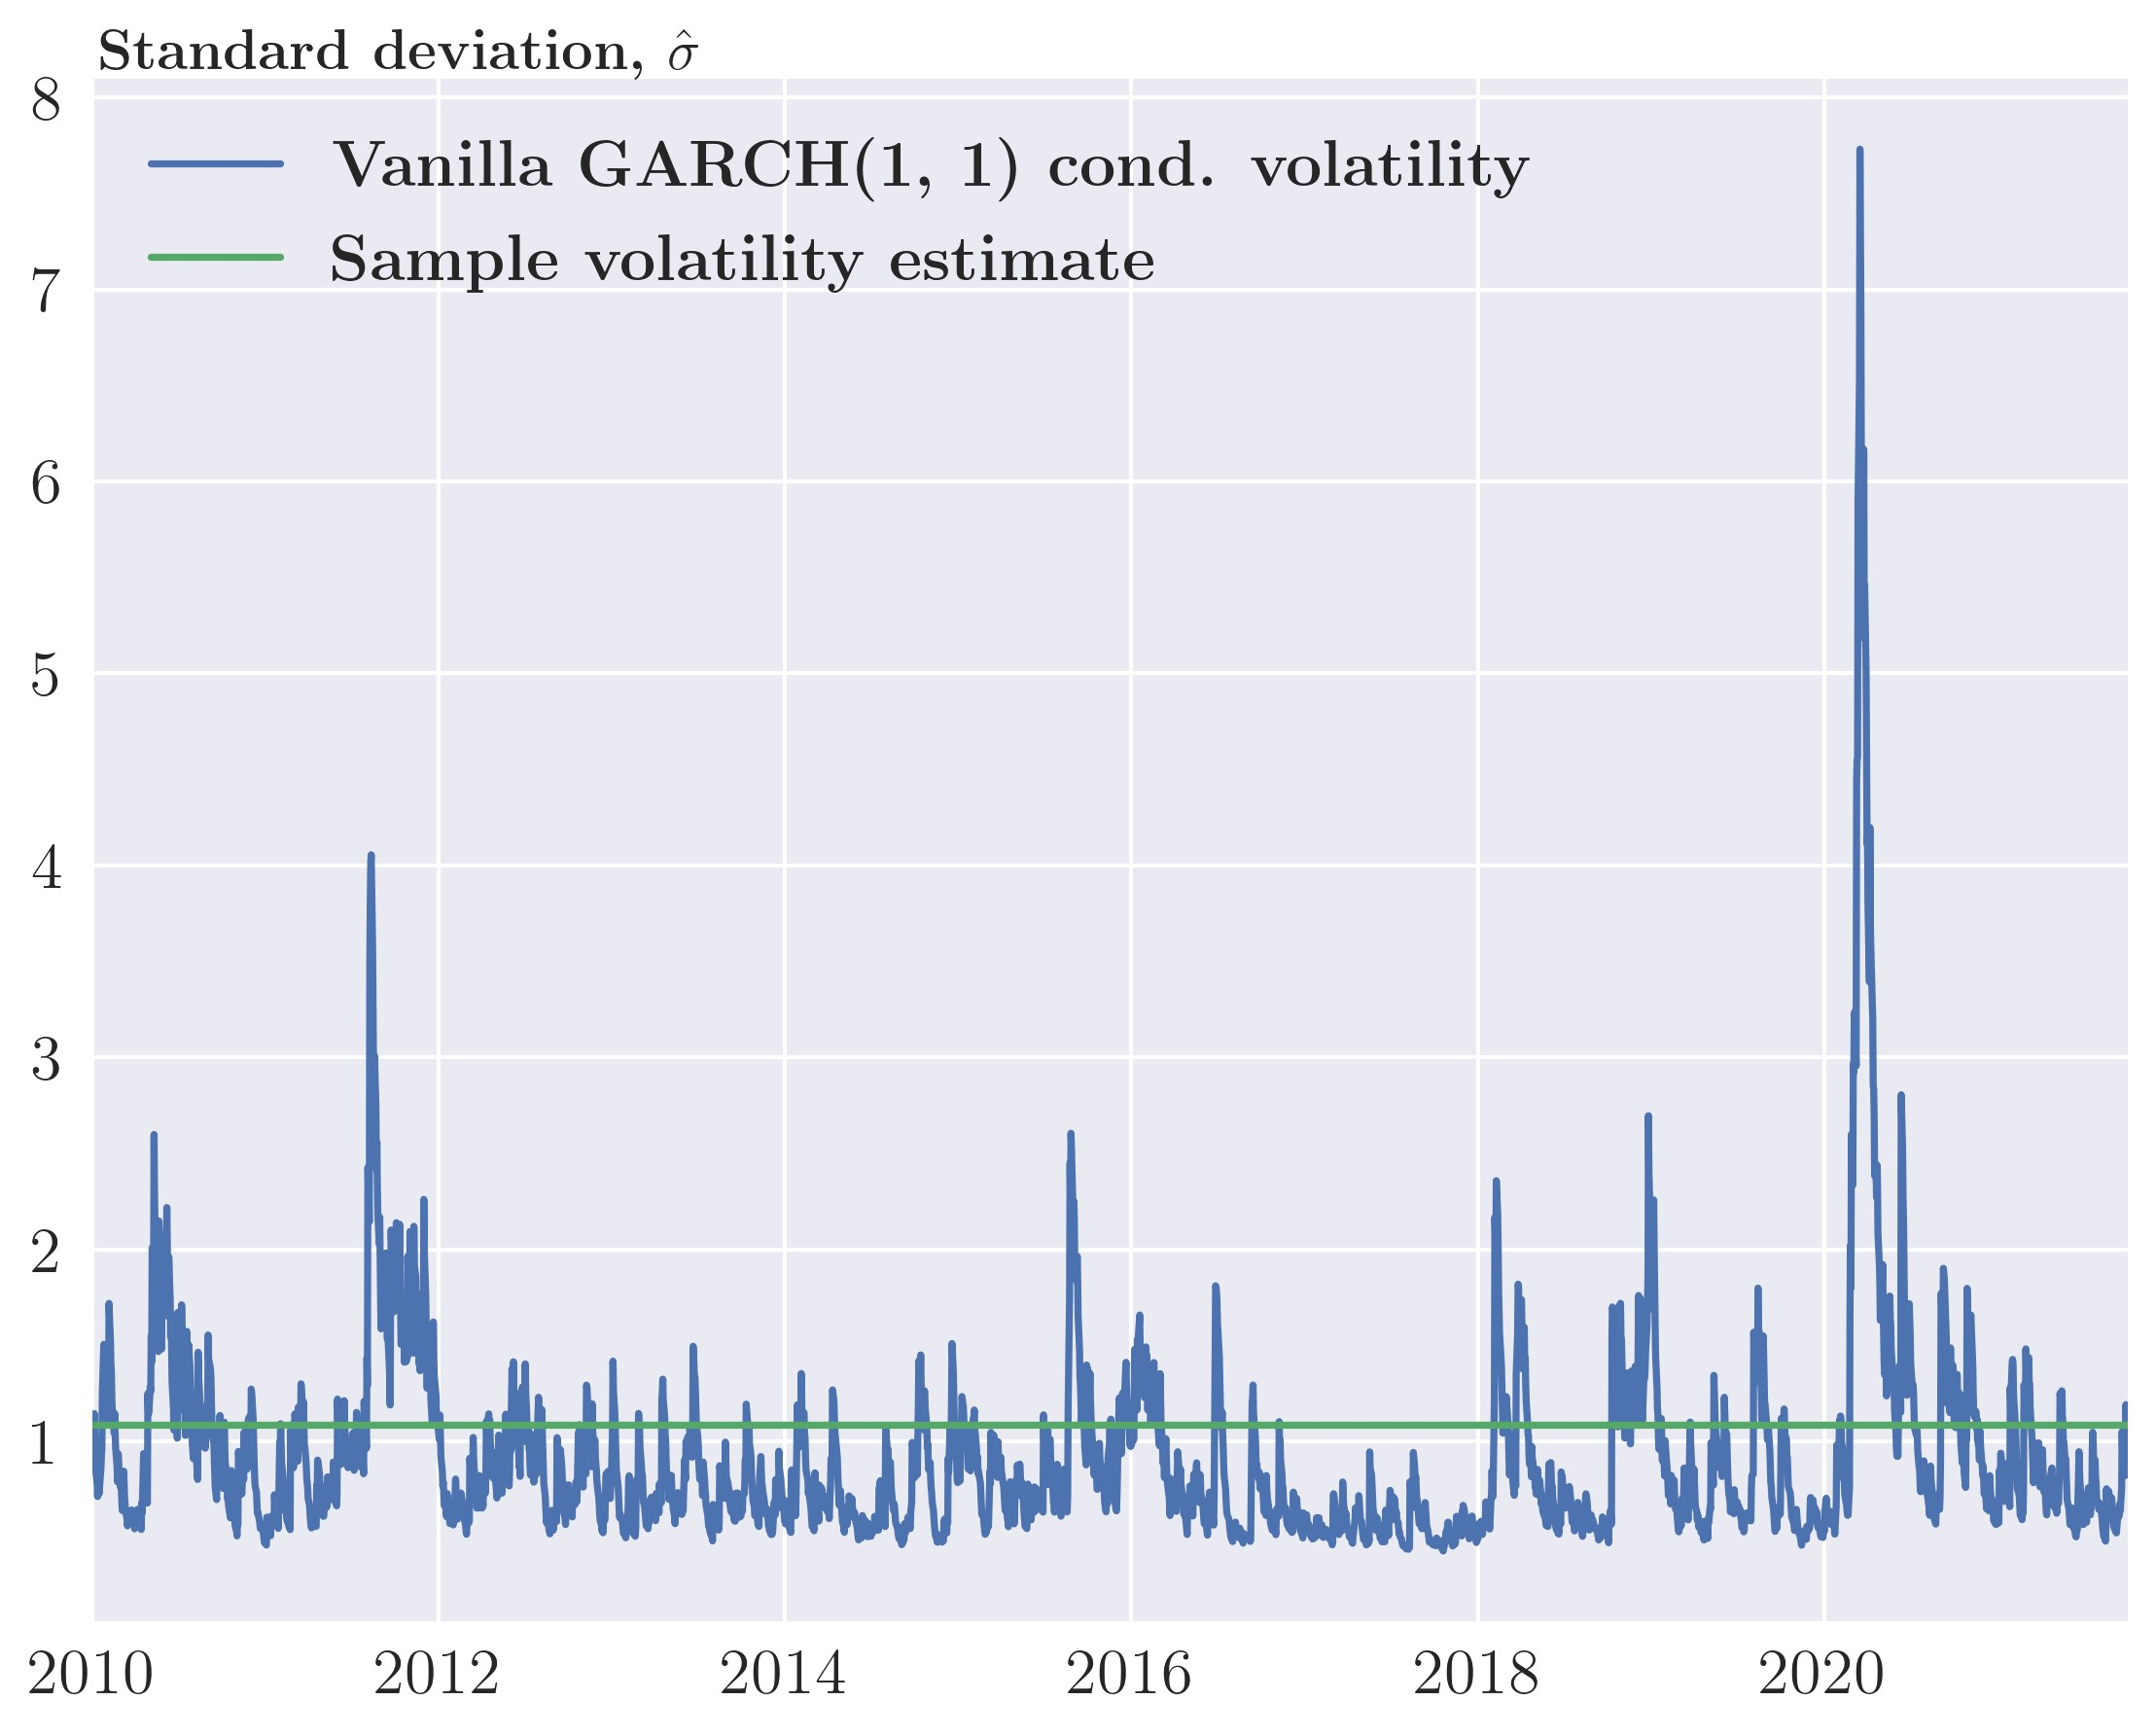 Standard deviation, σ̂
8
Vanilla GARCH(1, 1) cond. volatility
Sample volatility estimate
7
6
5
4
3
2
1
2010 2012 2014 2016 2018 2020